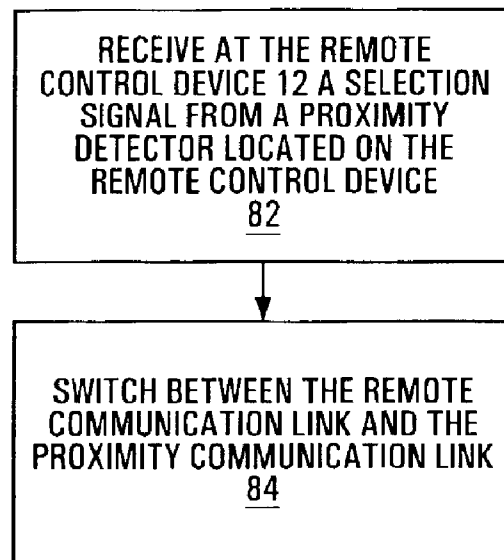 RECEIVE AT THE REMOTE
CONTROL DEVICE 12 A SELECTION
SIGNAL FROM A PROXIMITY
DETECTOR LOCATED ON THE
REMOTE CONTROL DEVICE
82
SWITCH BETWEEN THE REMOTE
COMMUNICATION LINK AND THE
PROXIMITY COMMUNICATION LINK
84